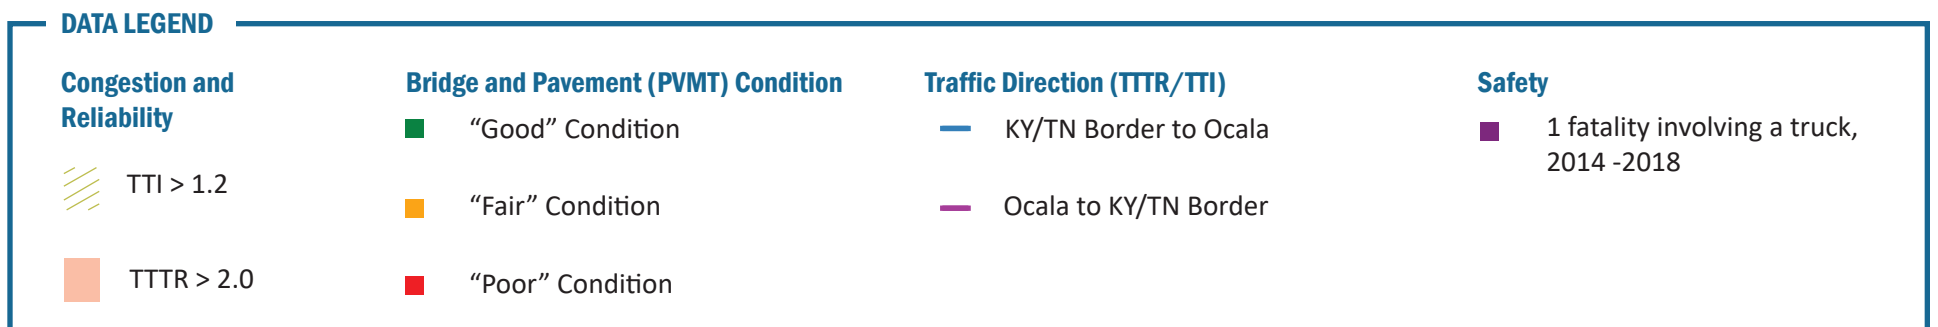 DATA LEGEND
Congestion and
Reliability
TTI > 1.2
TTTR > 2.0
Bridge and Pavement (PVMT) Condition
“Good” Condition
“Fair” Condition
“Poor” Condition
Traffic Direction (TTTR/TTI)
KY/TN Border to Ocala
Ocala to KY/TN Border
Safety
1 fatality involving a truck,
2014 -2018